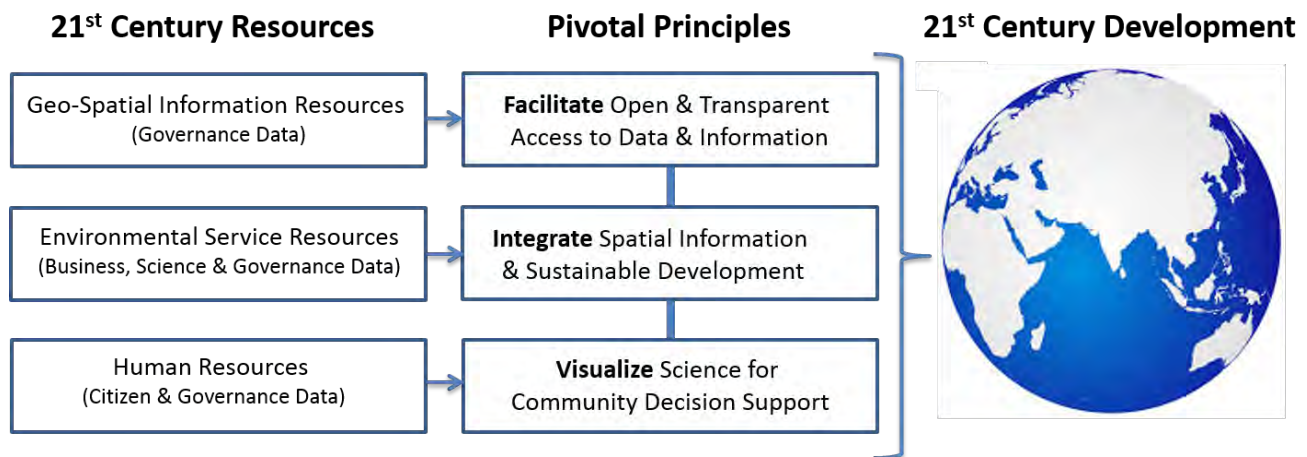 21st Century Resources
Pivotal Principles
21st Century Development
Geo-Spatial Information Resources
(Governance Data)
Facilitate Open & Transparent
Access to Data & Information
Environmental Service Resources
(Business, Science & Governance Data)
Integrate Spatial Information
& Sustainable Development
Human Resources
(Citizen & Governance Data)
Visualize Science for
Community Decision Support